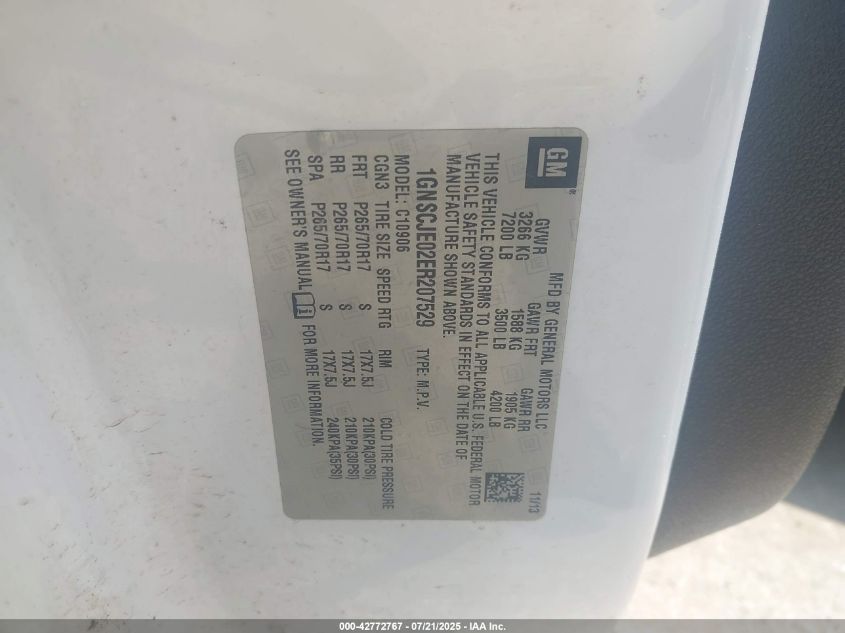 GM
®
MFD BY GENERAL MOTORS LLC
11/13
GVWR GAWR FRT GAWR RR
3266 KG 1588 KG 1905 KG
7200 LB 3500 LB 4200 LB
THIS VEHICLE CONFORMS TO ALL APPLICABLE U.S. FEDERAL MOTOR
VEHICLE SAFETY STANDARDS IN EFFECT ON THE DATE OF
MANUFACTURE SHOWN ABOVE.
1GNSCJE02ER207529 TYPE: M.P.V.
MODEL: C10906
CGN3 TIRE SIZE SPEED RTG RIM COLD TIRE PRESSURE
FRT P265/70R17 S 17X7.5J 210KPA(30PSI)
RR P265/70R17 S 17X7.5J 210KPA(30PSI)
SPA P265/70R17 S 17X7.5J 240KPA(35PSI)
SEE OWNER'S MANUAL i FOR MORE INFORMATION.
000-42772767 - 07/21/2025 - IAA Inc.